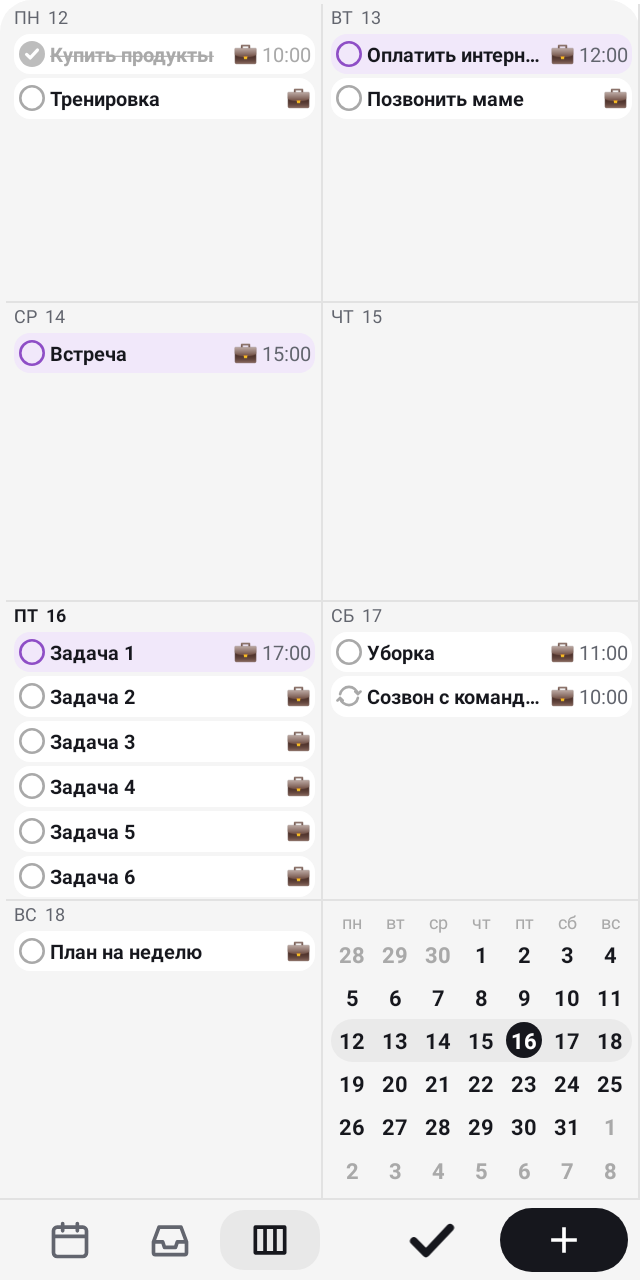 ПН 12
Купить продукты 10:00
Тренировка
ВТ 13
Оплатить интерн... 12:00
Позвонить маме
СР 14
Встреча 15:00
ЧТ 15
ПТ 16
Задача 1 17:00
Задача 2
Задача 3
Задача 4
Задача 5
Задача 6
СБ 17
Уборка 11:00
Созвон с команд... 10:00
ВС 18
План на неделю
пн вт ср чт пт сб вс
28 29 30 1 2 3 4
5 6 7 8 9 10 11
12 13 14 15 16 17 18
19 20 21 22 23 24 25
26 27 28 29 30 31 1
2 3 4 5 6 7 8